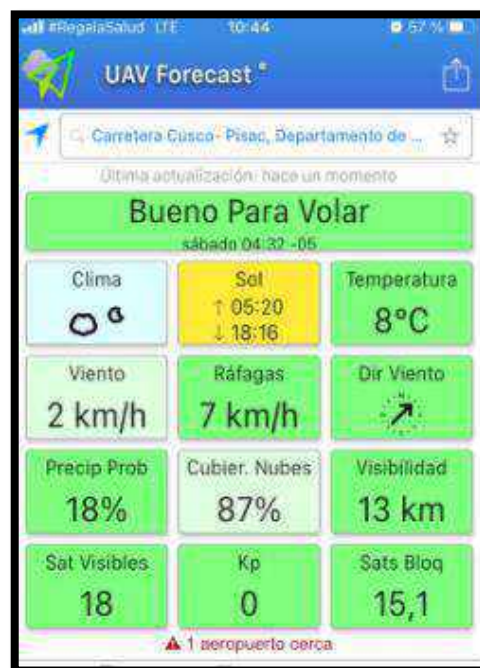 #RegalaSalud LTE 10:44 57 %
UAV Forecast
Carretera Cusco- Pisac, Departamento de ...
Última actualización: hace un momento
Bueno Para Volar
sábado 04:32 -05
Clima Sol Temperatura
↑ 05:20
↓ 18:16
8°C
Viento Ráfagas Dir Viento
2 km/h 7 km/h
Precip Prob Cubier. Nubes Visibilidad
18% 87% 13 km
Sat Visibles Kp Sats Bloq
18 0 15,1
1 aeropuerto cerca